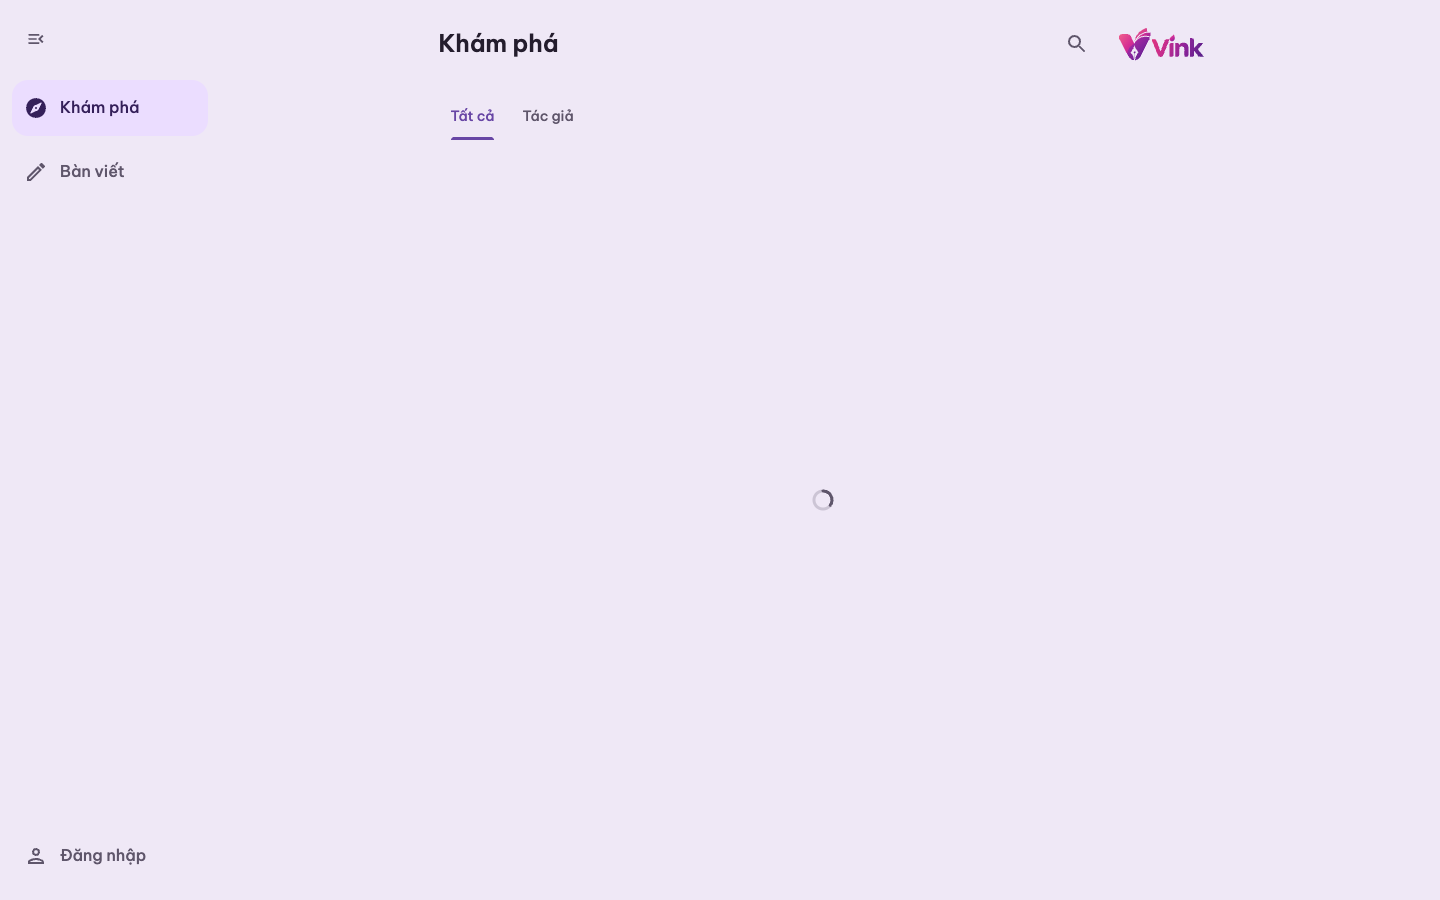 Khám phá
Vink
Khám phá
Tất cả
Tác giả
Bàn viết
Đăng nhập